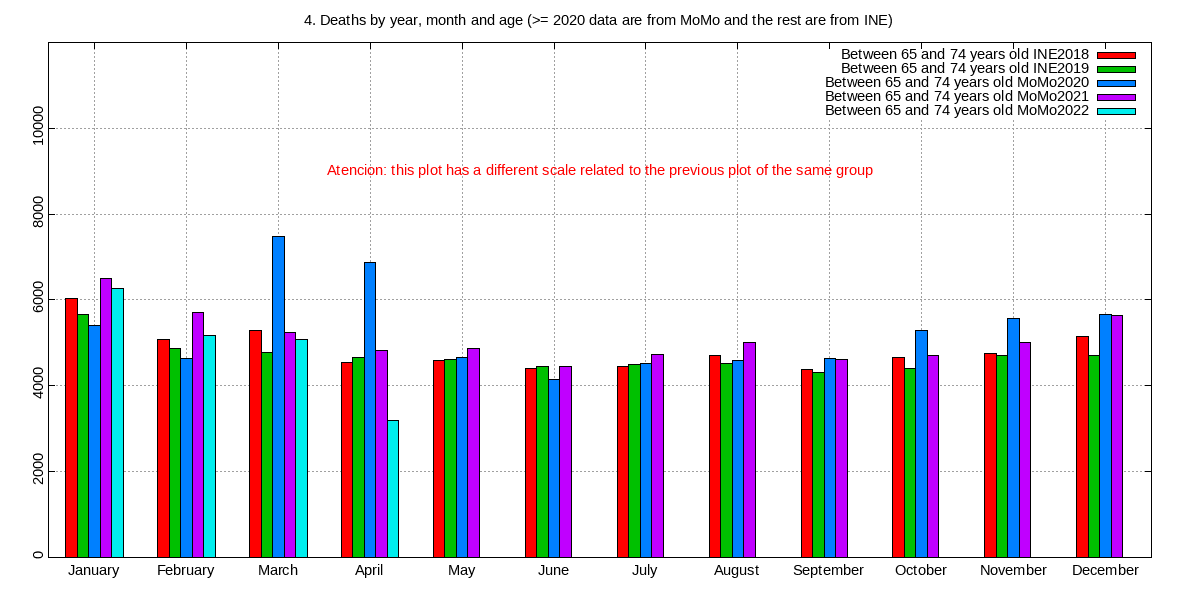 4. Deaths by year, month and age (>= 2020 data are from MoMo and the rest are from INE)
Between 65 and 74 years old INE2018
Between 65 and 74 years old INE2019
Between 65 and 74 years old MoMo2020
Between 65 and 74 years old MoMo2021
Between 65 and 74 years old MoMo2022
Atencion: this plot has a different scale related to the previous plot of the same group
10000
8000
6000
4000
2000
0
January February March April May June July August September October November December